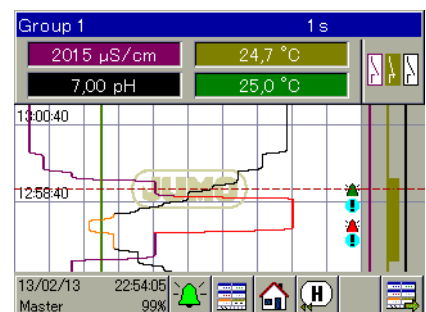 Group 1 1 s
2015 µS/cm 24,7 °C
7,00 pH 25,0 °C
13:00:40
JUMO
12:58:40
13/02/13 22:54:05
Master 99%
H